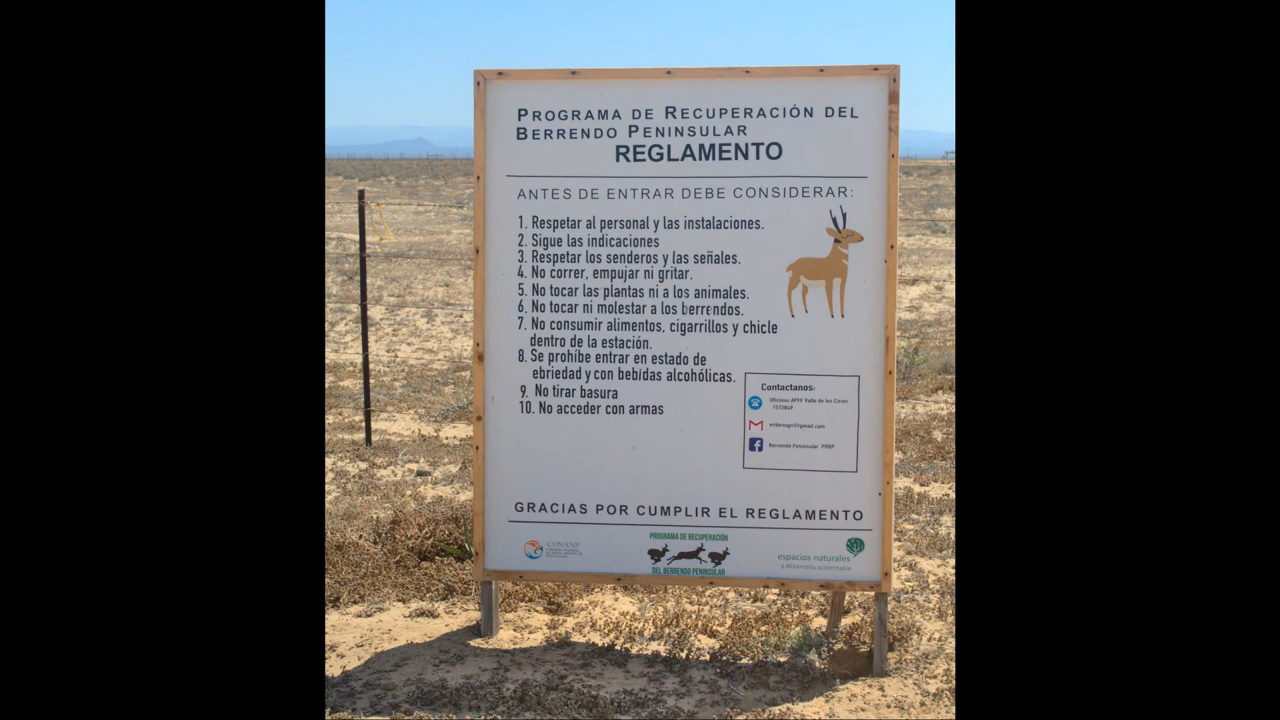 PROGRAMA DE RECUPERACIÓN DEL
BERRENDO PENINSULAR
REGLAMENTO
ANTES DE ENTRAR DEBE CONSIDERAR:
1. Respetar al personal y las instalaciones.
2. Sigue las indicaciones
3. Respetar los senderos y las señales.
4. No correr, empujar ni gritar.
5. No tocar las plantas ni a los animales.
6. No tocar ni molestar a los berrendos.
7. No consumir alimentos, cigarrillos y chicle
dentro de la estación.
8. Se prohíbe entrar en estado de
ebriedad y con bebidas alcohólicas.
9. No tirar basura
10. No acceder con armas
Contactanos:
Oficinas APFF Valle de los Cirios
Berrendo Peninsular PRBP
GRACIAS POR CUMPLIR EL REGLAMENTO
CONANP
PROGRAMA DE RECUPERACIÓN
DEL BERRENDO PENINSULAR
espacios naturales
y desarrollo sustentable